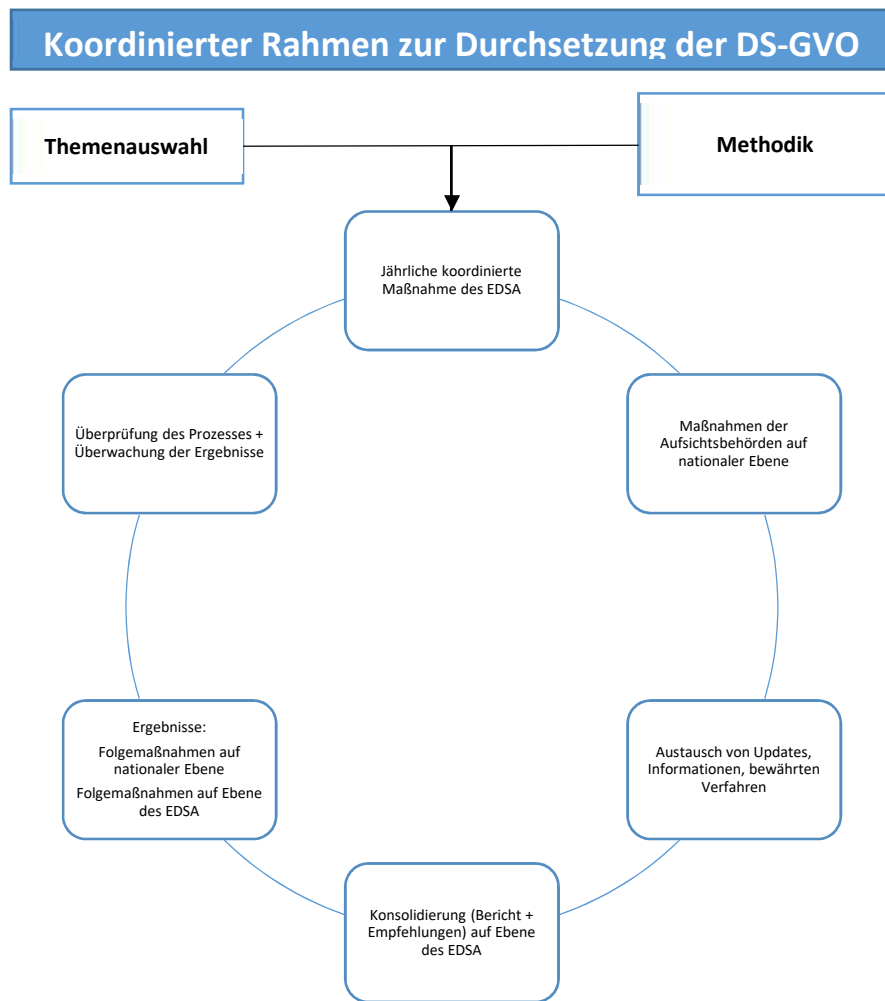 Koordinierter Rahmen zur Durchsetzung der DS-GVO
Themenauswahl
Methodik
Jährliche koordinierte
Maßnahme des EDSA
Maßnahmen der
Aufsichtsbehörden auf
nationaler Ebene
Austausch von Updates,
Informationen, bewährten
Verfahren
Konsolidierung (Bericht +
Empfehlungen) auf Ebene
des EDSA
Ergebnisse:
Folgemaßnahmen auf
nationaler Ebene
Folgemaßnahmen auf Ebene
des EDSA
Überprüfung des Prozesses +
Überwachung der Ergebnisse